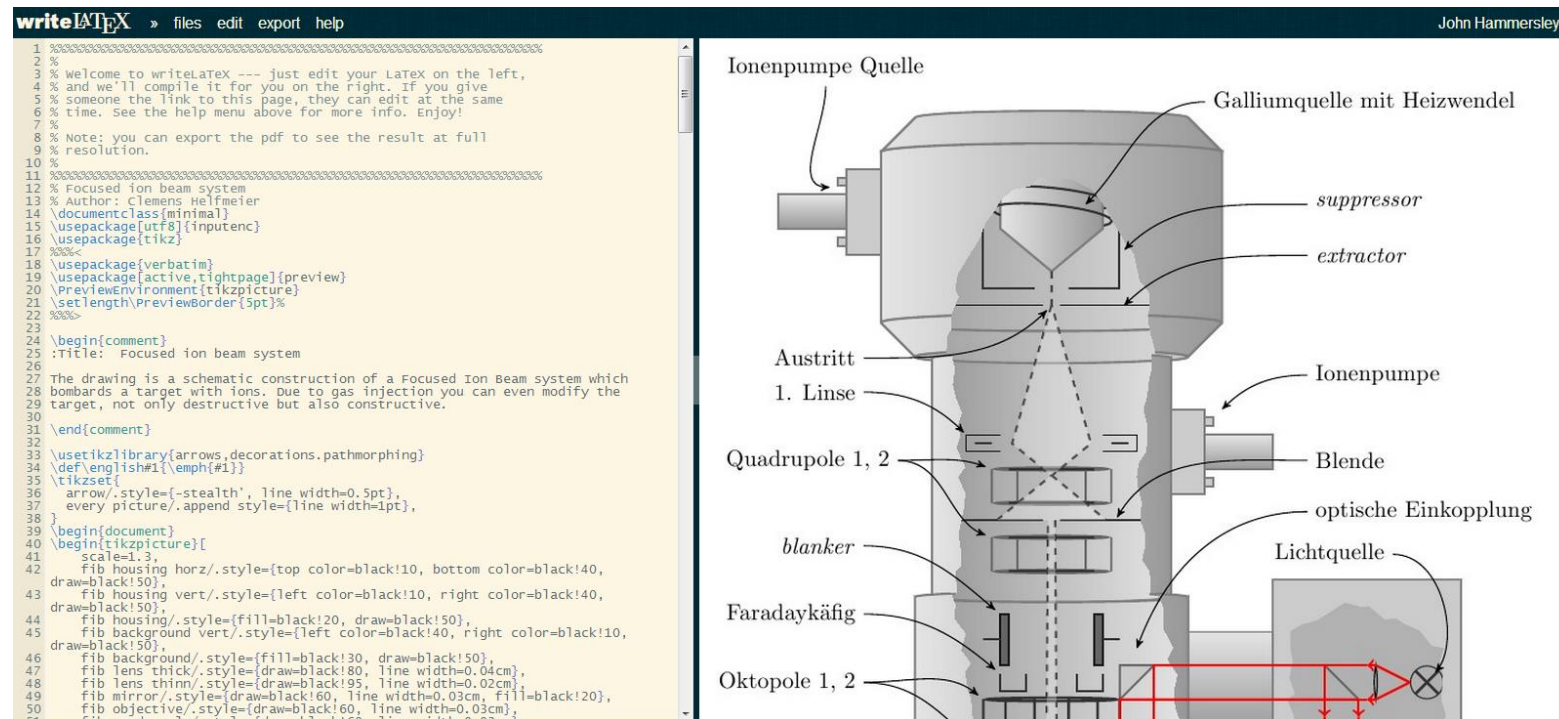 writeLATEX » files edit export help
John Hammersley
1 %%%%%%%%%%%%%%%%%%%%%%%%%%%%%%%%%%%%%%%%%%%%%%%%%%%%%%%%%%%%%%%%%%%%%%%%
2 %
3 % Welcome to writeLaTeX --- just edit your LaTeX on the left,
4 % and we'll compile it for you on the right. If you give
5 % someone the link to this page, they can edit at the same
6 % time. See the help menu above for more info. Enjoy!
7 %
8 % Note: you can export the pdf to see the result at full
9 % resolution.
10 %
11 %%%%%%%%%%%%%%%%%%%%%%%%%%%%%%%%%%%%%%%%%%%%%%%%%%%%%%%%%%%%%%%%%%%%%%%%
12 % Focused ion beam system
13 % Author: Clemens Helfmeier
14 \documentclass{minimal}
15 \usepackage[utf8]{inputenc}
16 \usepackage{tikz}
17 %%%<
18 \usepackage{verbatim}
19 \usepackage[active,tightpage]{preview}
20 \PreviewEnvironment{tikzpicture}
21 \setlength\PreviewBorder{5pt}%
22 %%%>
23
24 \begin{comment}
25 :Title: Focused ion beam system
26
27 The drawing is a schematic construction of a Focused Ion Beam system which
28 bombards a target with ions. Due to gas injection you can even modify the
29 target, not only destructive but also constructive.
30
31 \end{comment}
32
33 \usetikzlibrary{arrows,decorations.pathmorphing}
34 \def\english#1{\emph{#1}}
35 \tikzset{
36 arrow/.style={-stealth', line width=0.5pt},
37 every picture/.append style={line width=1pt},
38 }
39 \begin{document}
40 \begin{tikzpicture}[
41 scale=1.3,
42 fib housing horz/.style={top color=black!10, bottom color=black!40,
draw=black!50},
43 fib housing vert/.style={left color=black!10, right color=black!40,
draw=black!50},
44 fib housing/.style={fill=black!20, draw=black!50},
45 fib background vert/.style={left color=black!40, right color=black!10,
draw=black!50},
46 fib background/.style={fill=black!30, draw=black!50},
47 fib lens thick/.style={draw=black!80, line width=0.04cm},
48 fib lens thinn/.style={draw=black!95, line width=0.02cm},
49 fib mirror/.style={draw=black!60, line width=0.03cm, fill=black!20},
50 fib objective/.style={draw=black!60, line width=0.03cm},
Ionenpumpe Quelle
Galliumquelle mit Heizwendel
suppressor
extractor
Austritt
1. Linse
Ionenpumpe
Quadrupole 1, 2
Blende
optische Einkopplung
blanker
Lichtquelle
Faradaykäfig
Oktopole 1, 2